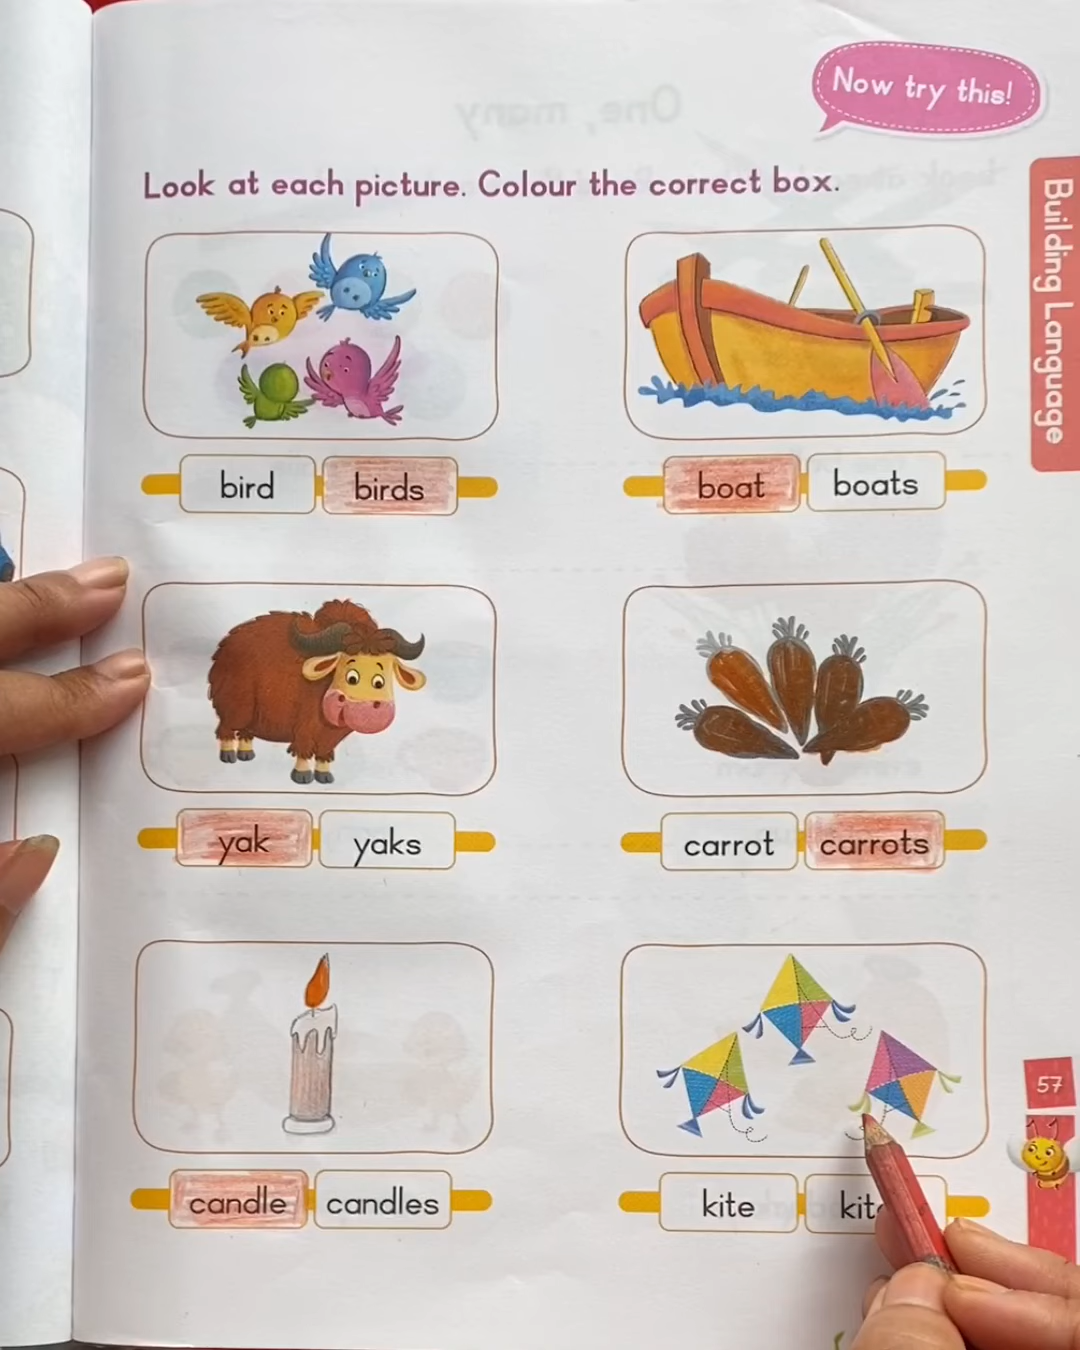 Now try this!
Look at each picture. Colour the correct box.
Building Language
bird birds
boat boats
yak yaks
carrot carrots
candle candles
kite
57